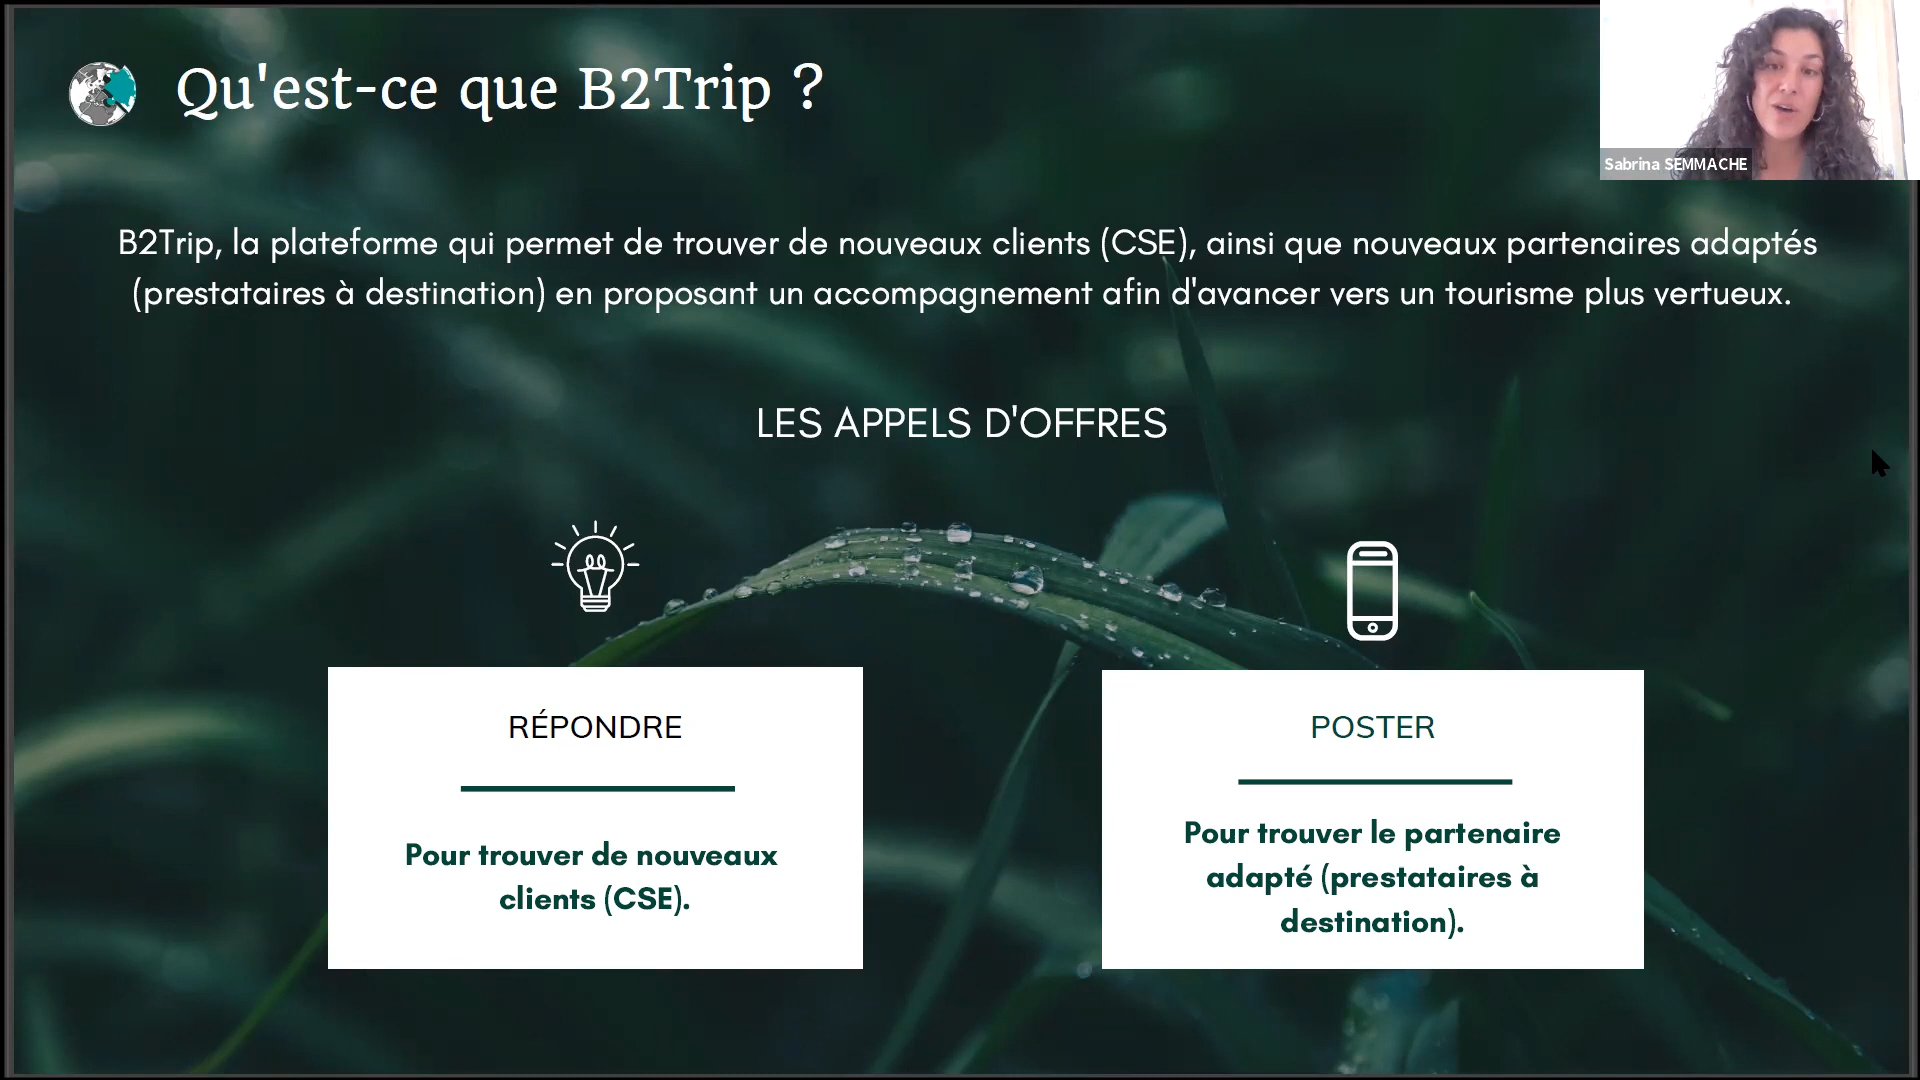 Qu'est-ce que B2Trip ?
Sabrina SEMMACHE
B2Trip, la plateforme qui permet de trouver de nouveaux clients (CSE), ainsi que nouveaux partenaires adaptés
(prestataires à destination) en proposant un accompagnement afin d'avancer vers un tourisme plus vertueux.
LES APPELS D'OFFRES
RÉPONDRE
Pour trouver de nouveaux
clients (CSE).
POSTER
Pour trouver le partenaire
adapté (prestataires à
destination).